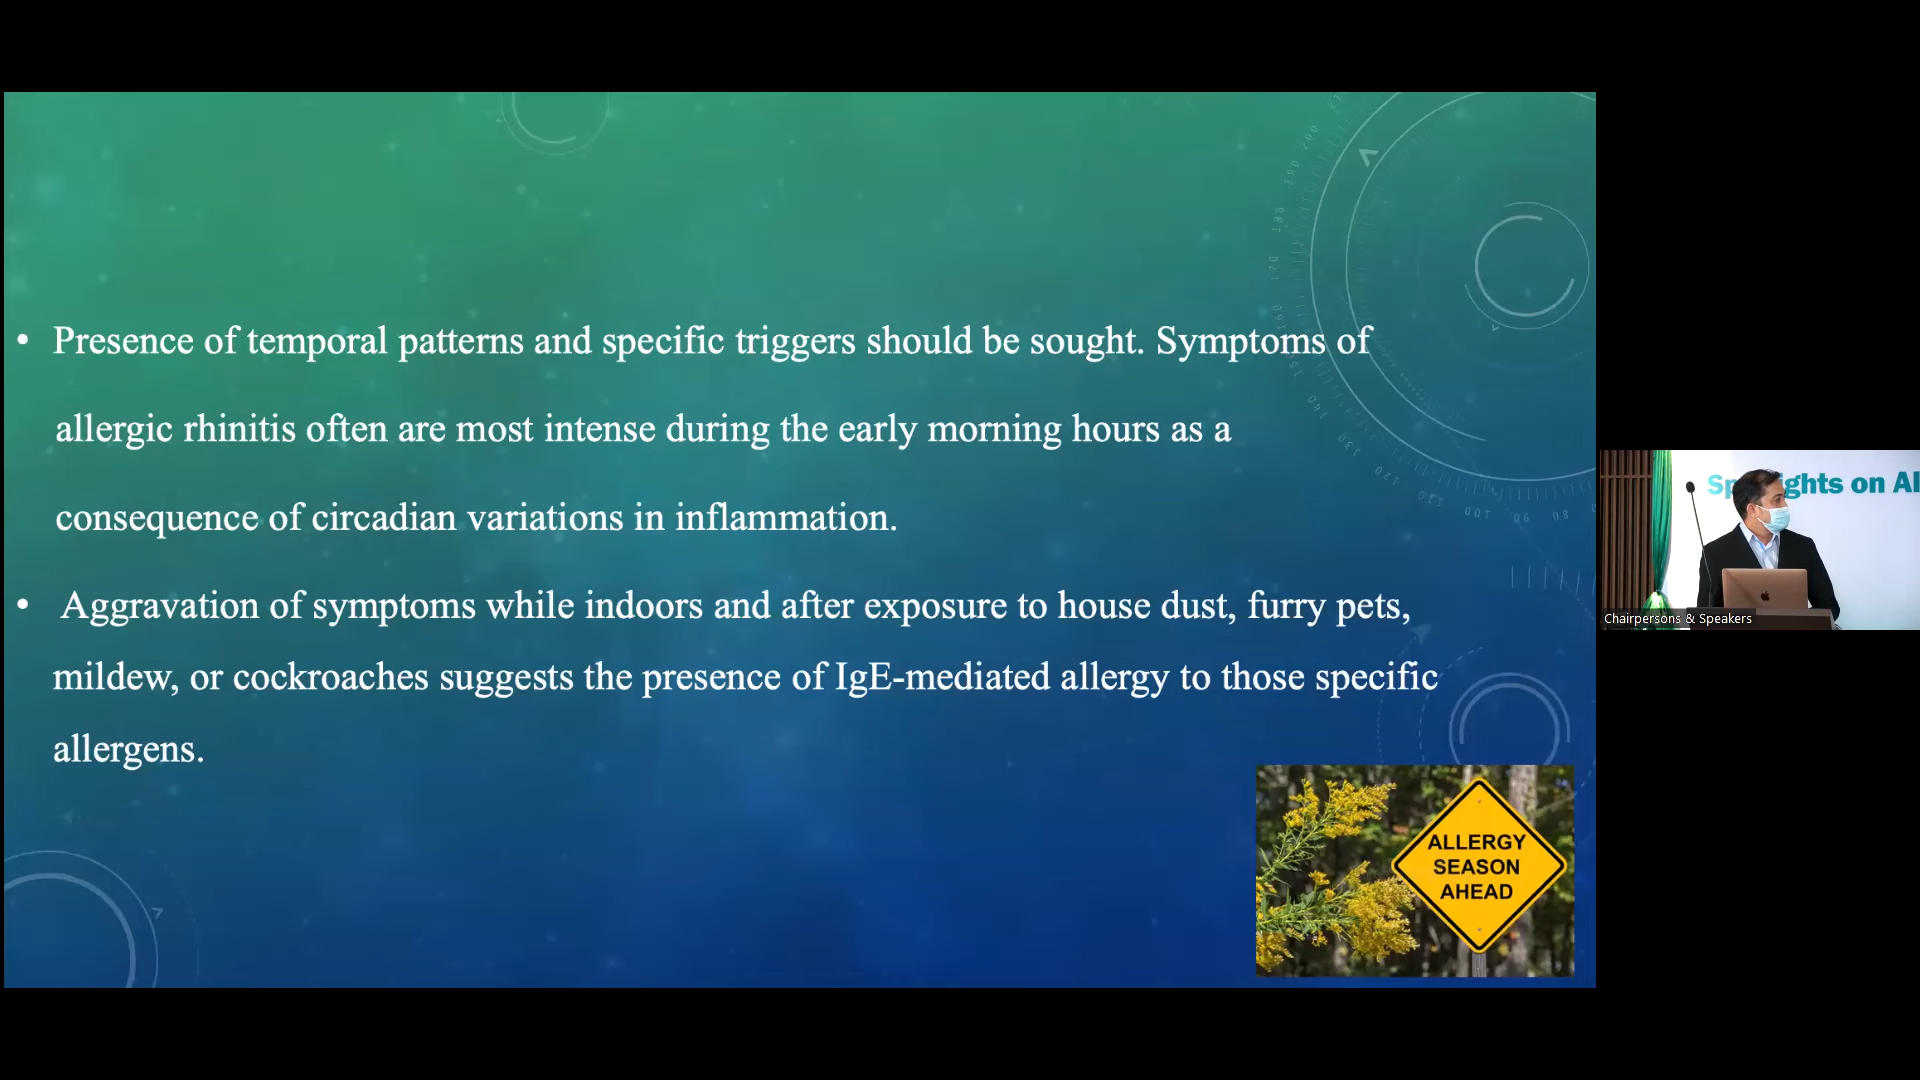 • Presence of temporal patterns and specific triggers should be sought. Symptoms of
allergic rhinitis often are most intense during the early morning hours as a
consequence of circadian variations in inflammation.
• Aggravation of symptoms while indoors and after exposure to house dust, furry pets,
mildew, or cockroaches suggests the presence of IgE-mediated allergy to those specific
allergens.
ALLERGY
SEASON
AHEAD
ghts on Al
Chairpersons & Speakers